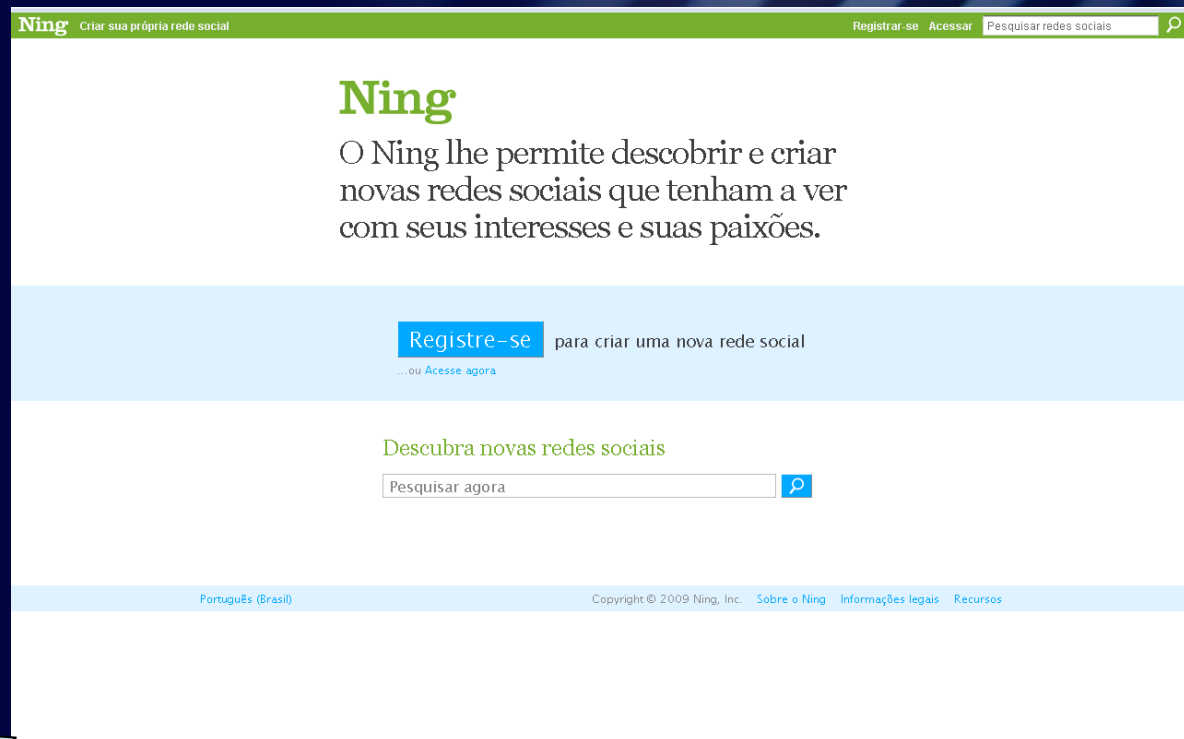 Ning Criar sua própria rede social Registrar-se Acessar Pesquisar redes sociais
Ning
O Ning lhe permite descobrir e criar
novas redes sociais que tenham a ver
com seus interesses e suas paixões.
Registre-se para criar uma nova rede social
...ou Acesse agora
Descubra novas redes sociais
Pesquisar agora
Português (Brasil) Copyright © 2009 Ning, Inc. Sobre o Ning Informações legais Recursos